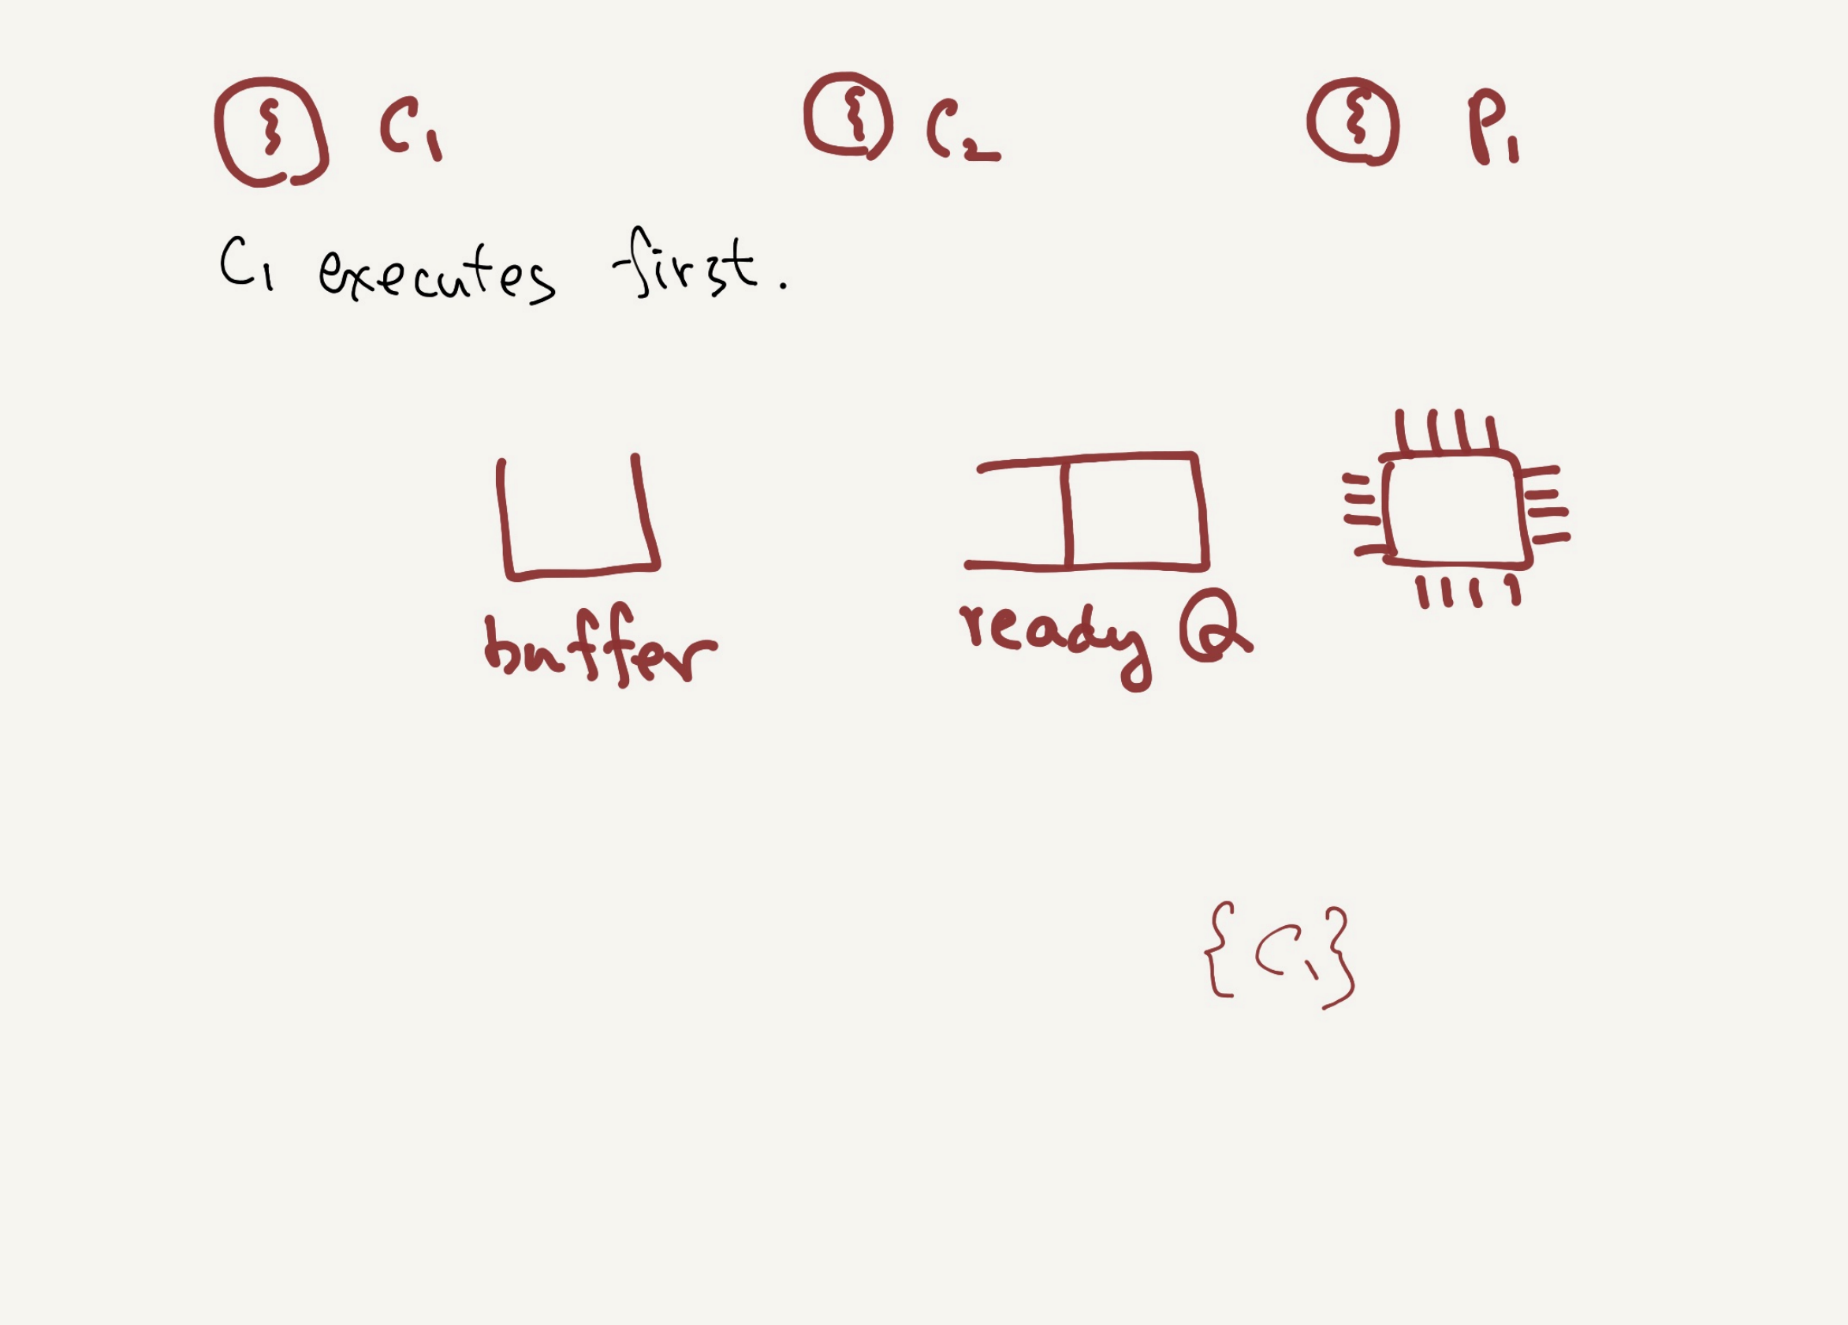 C₁ C₂ P₁
C₁ executes first.
buffer ready Q
{C₁}